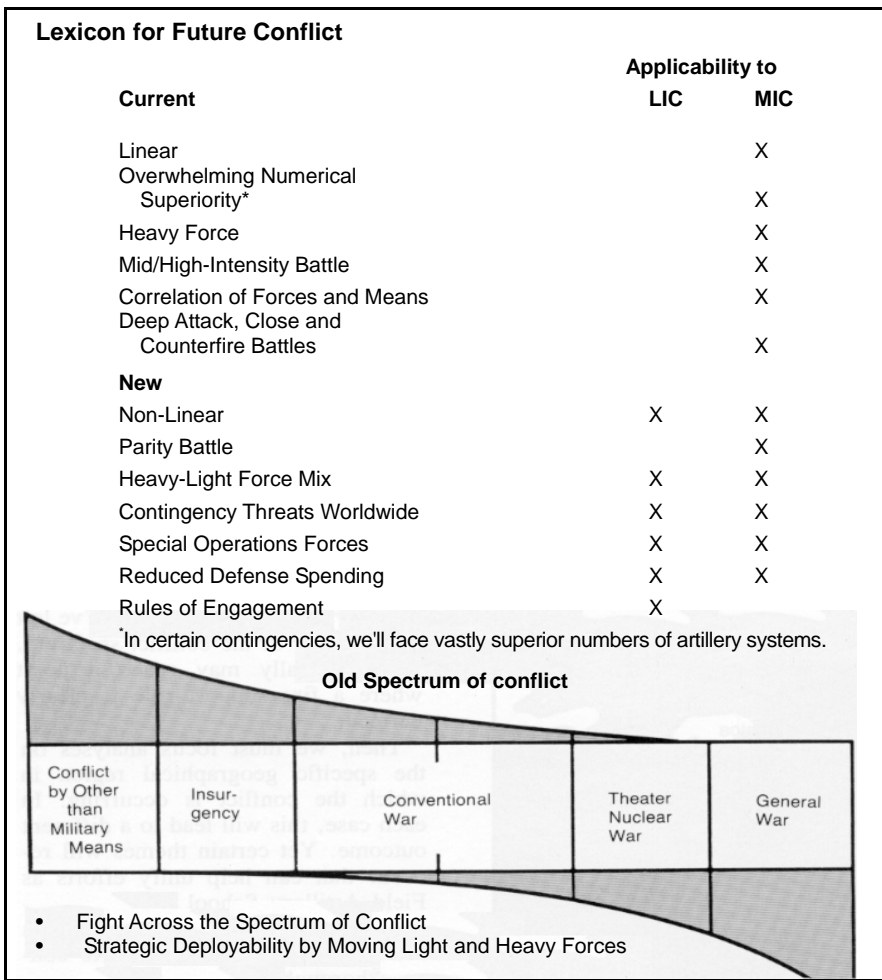 Lexicon for Future Conflict
Applicability to
Current LIC MIC
Linear X
Overwhelming Numerical
Superiority* X
Heavy Force X
Mid/High-Intensity Battle X
Correlation of Forces and Means X
Deep Attack, Close and
Counterfire Battles X
New
Non-Linear X X
Parity Battle X
Heavy-Light Force Mix X X
Contingency Threats Worldwide X X
Special Operations Forces X X
Reduced Defense Spending X X
Rules of Engagement X
*In certain contingencies, we'll face vastly superior numbers of artillery systems.
Old Spectrum of conflict
Conflict
by Other
than
Military
Means
Insur-
gency
Conventional
War
Theater
Nuclear
War
General
War
• Fight Across the Spectrum of Conflict
• Strategic Deployability by Moving Light and Heavy Forces